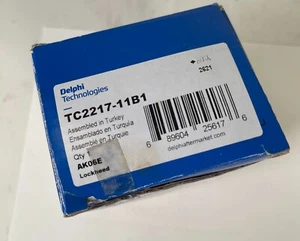 Delphi
Technologies
2621
TC2217-11B1
Assembled in Turkey
Ensamblado en Turquía
Assemblé en Turquie
Qty
AK06E
Lockheed
6 89604 25617 6
delphiaftermarket.com